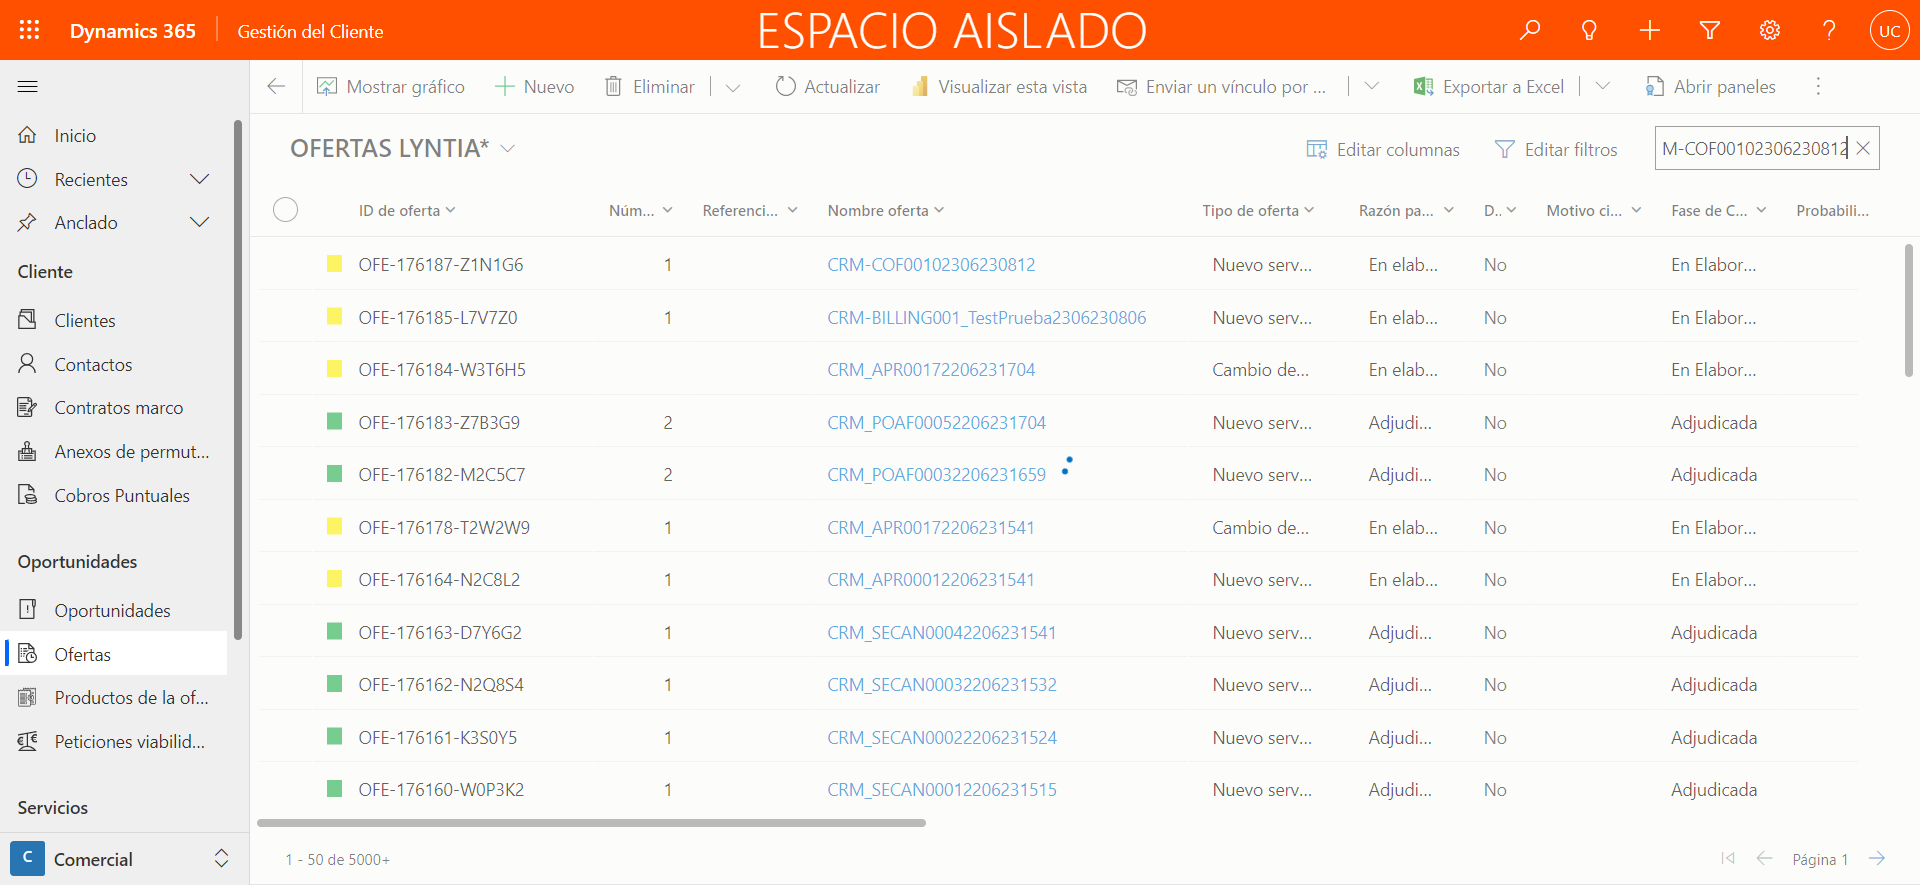 Dynamics 365
Gestión del Cliente
ESPACIO AISLADO
UC
Mostrar gráfico
Nuevo
Eliminar
Actualizar
Visualizar esta vista
Enviar un vínculo por ...
Exportar a Excel
Abrir paneles
Inicio
Recientes
Anclado
Cliente
Clientes
Contactos
Contratos marco
Anexos de permut...
Cobros Puntuales
Oportunidades
Oportunidades
Ofertas
Productos de la of...
Peticiones viabilid...
Servicios
C Comercial
OFERTAS LYNTIA*
Editar columnas
Editar filtros
M-COF00102306230812
ID de oferta Núm... Referenci... Nombre oferta Tipo de oferta Razón pa... D.. Motivo ci... Fase de C... Probabili...
OFE-176187-Z1N1G6 1 CRM-COF00102306230812 Nuevo serv... En elab... No En Elabor...
OFE-176185-L7V7Z0 1 CRM-BILLING001_TestPrueba2306230806 Nuevo serv... En elab... No En Elabor...
OFE-176184-W3T6H5 CRM_APR00172206231704 Cambio de... En elab... No En Elabor...
OFE-176183-Z7B3G9 2 CRM_POAF00052206231704 Nuevo serv... Adjudi... No Adjudicada
OFE-176182-M2C5C7 2 CRM_POAF00032206231659 Nuevo serv... Adjudi... No Adjudicada
OFE-176178-T2W2W9 1 CRM_APR00172206231541 Cambio de... En elab... No En Elabor...
OFE-176164-N2C8L2 1 CRM_APR00012206231541 Nuevo serv... En elab... No En Elabor...
OFE-176163-D7Y6G2 1 CRM_SECAN00042206231541 Nuevo serv... Adjudi... No Adjudicada
OFE-176162-N2Q8S4 1 CRM_SECAN00032206231532 Nuevo serv... Adjudi... No Adjudicada
OFE-176161-K3S0Y5 1 CRM_SECAN00022206231524 Nuevo serv... Adjudi... No Adjudicada
OFE-176160-W0P3K2 1 CRM_SECAN00012206231515 Nuevo serv... Adjudi... No Adjudicada
1 - 50 de 5000+
Página 1